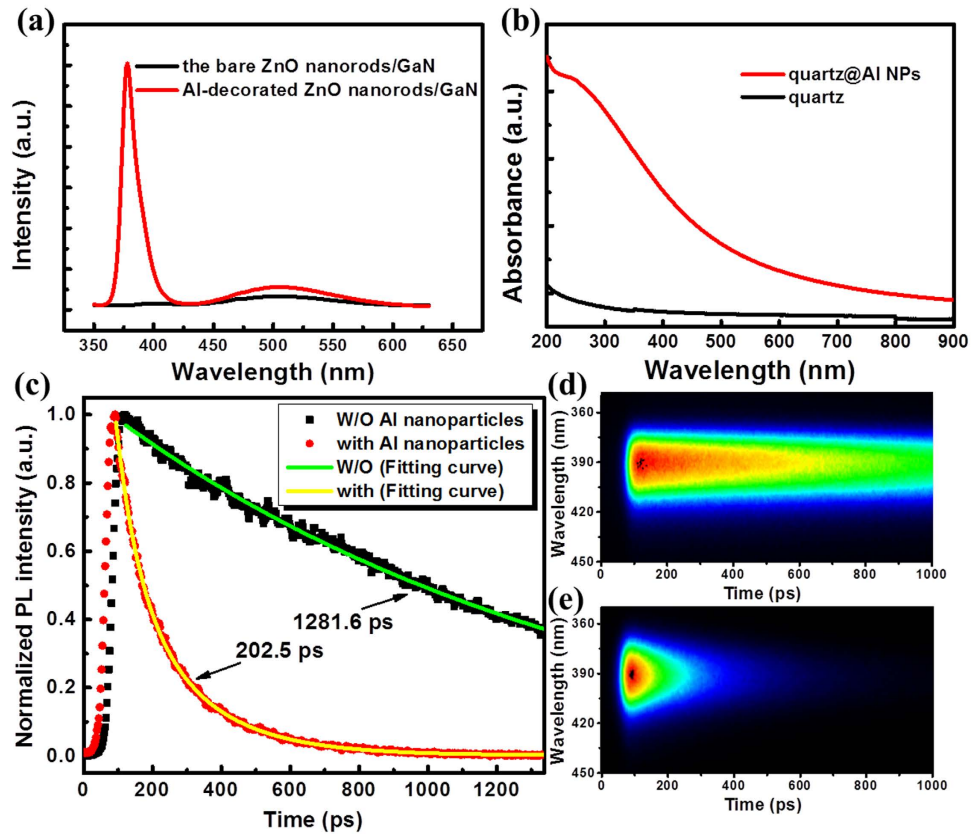 (a)
the bare ZnO nanorods/GaN
Al-decorated ZnO nanorods/GaN
Intensity (a.u.)
350 400 450 500 550 600 650
Wavelength (nm)
(b)
quartz@Al NPs
quartz
Absorbance (a.u.)
200 300 400 500 600 700 800 900
Wavelength (nm)
(c)
W/O Al nanoparticles
with Al nanoparticles
W/O (Fitting curve)
with (Fitting curve)
Normalized PL intensity (a.u.)
1.0
0.8
0.6
0.4
0.2
0.0
1281.6 ps
202.5 ps
0 200 400 600 800 1000 1200
Time (ps)
(d)
Wavelength (nm)
360
390
420
450
0 200 400 600 800 1000
Time (ps)
(e)
Wavelength (nm)
360
390
420
450
0 200 400 600 800 1000
Time (ps)